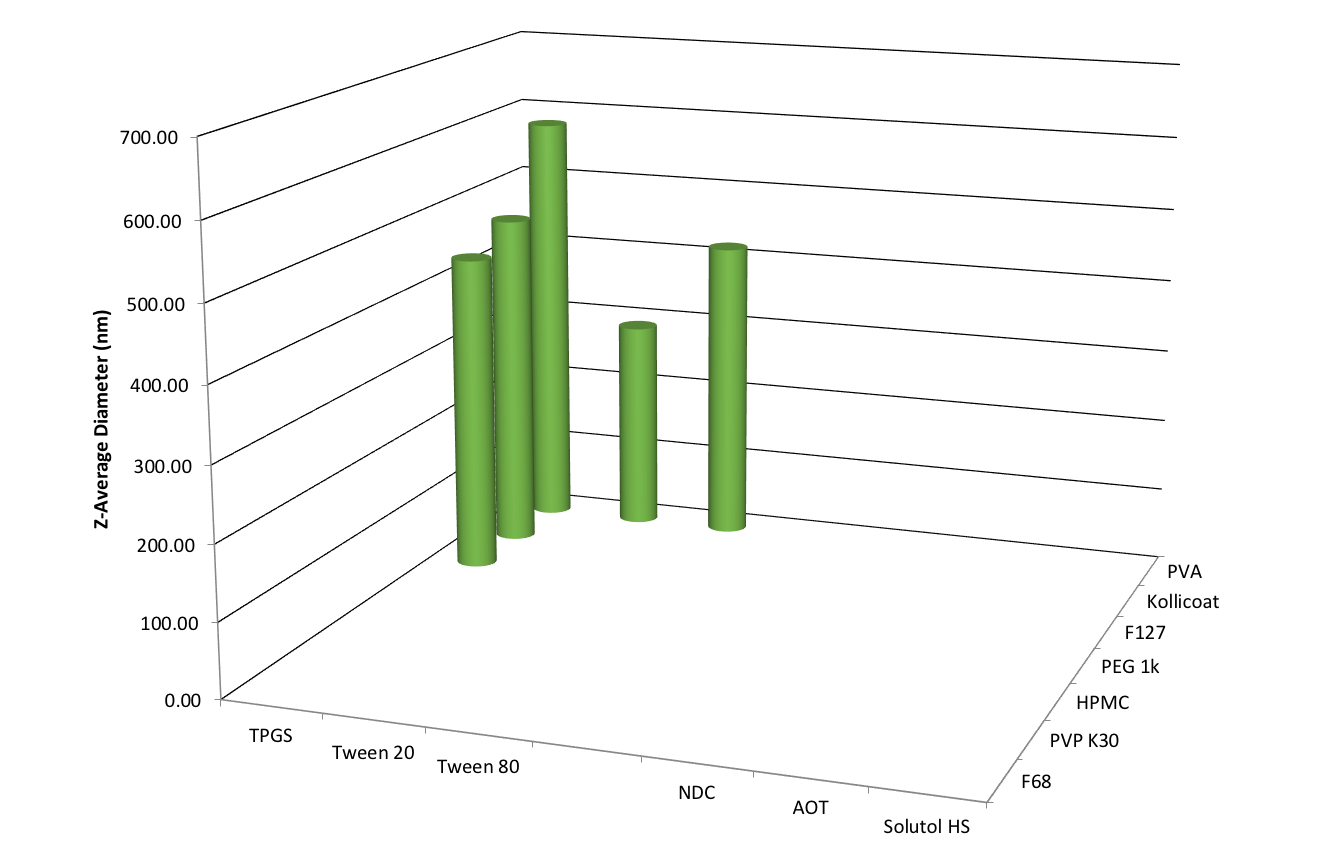 700.00
600.00
500.00
400.00
300.00
200.00
100.00
0.00
Z-Average Diameter (nm)
TPGS
Tween 20
Tween 80
NDC
AOT
Solutol HS
PVA
Kollicoat
F127
PEG 1k
HPMC
PVP K30
F68